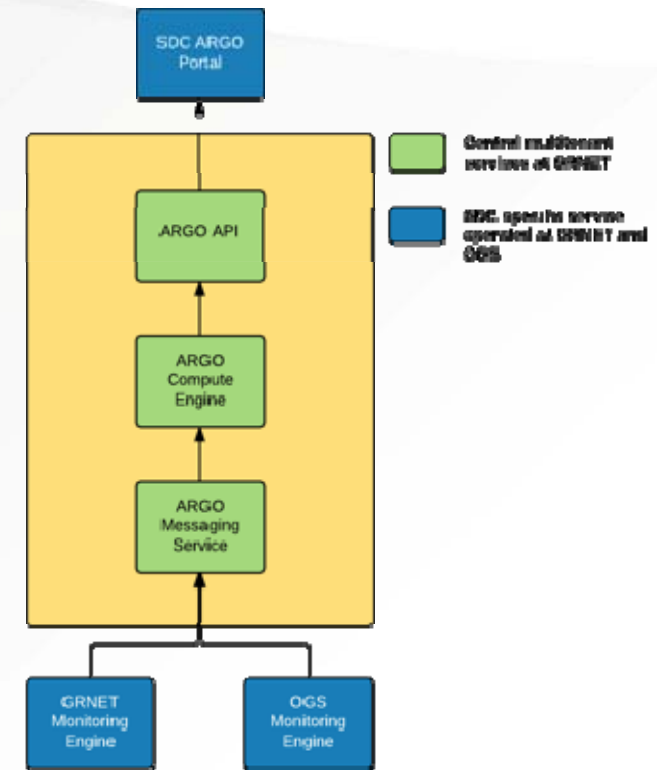 SDC ARGO
Portal
Central multitenant
services at GRNET
ARGO API
SDC specific service
operated at GRNET and
OGS
ARGO
Compute
Engine
ARGO
Messaging
Service
GRNET
Monitoring
Engine
OGS
Monitoring
Engine